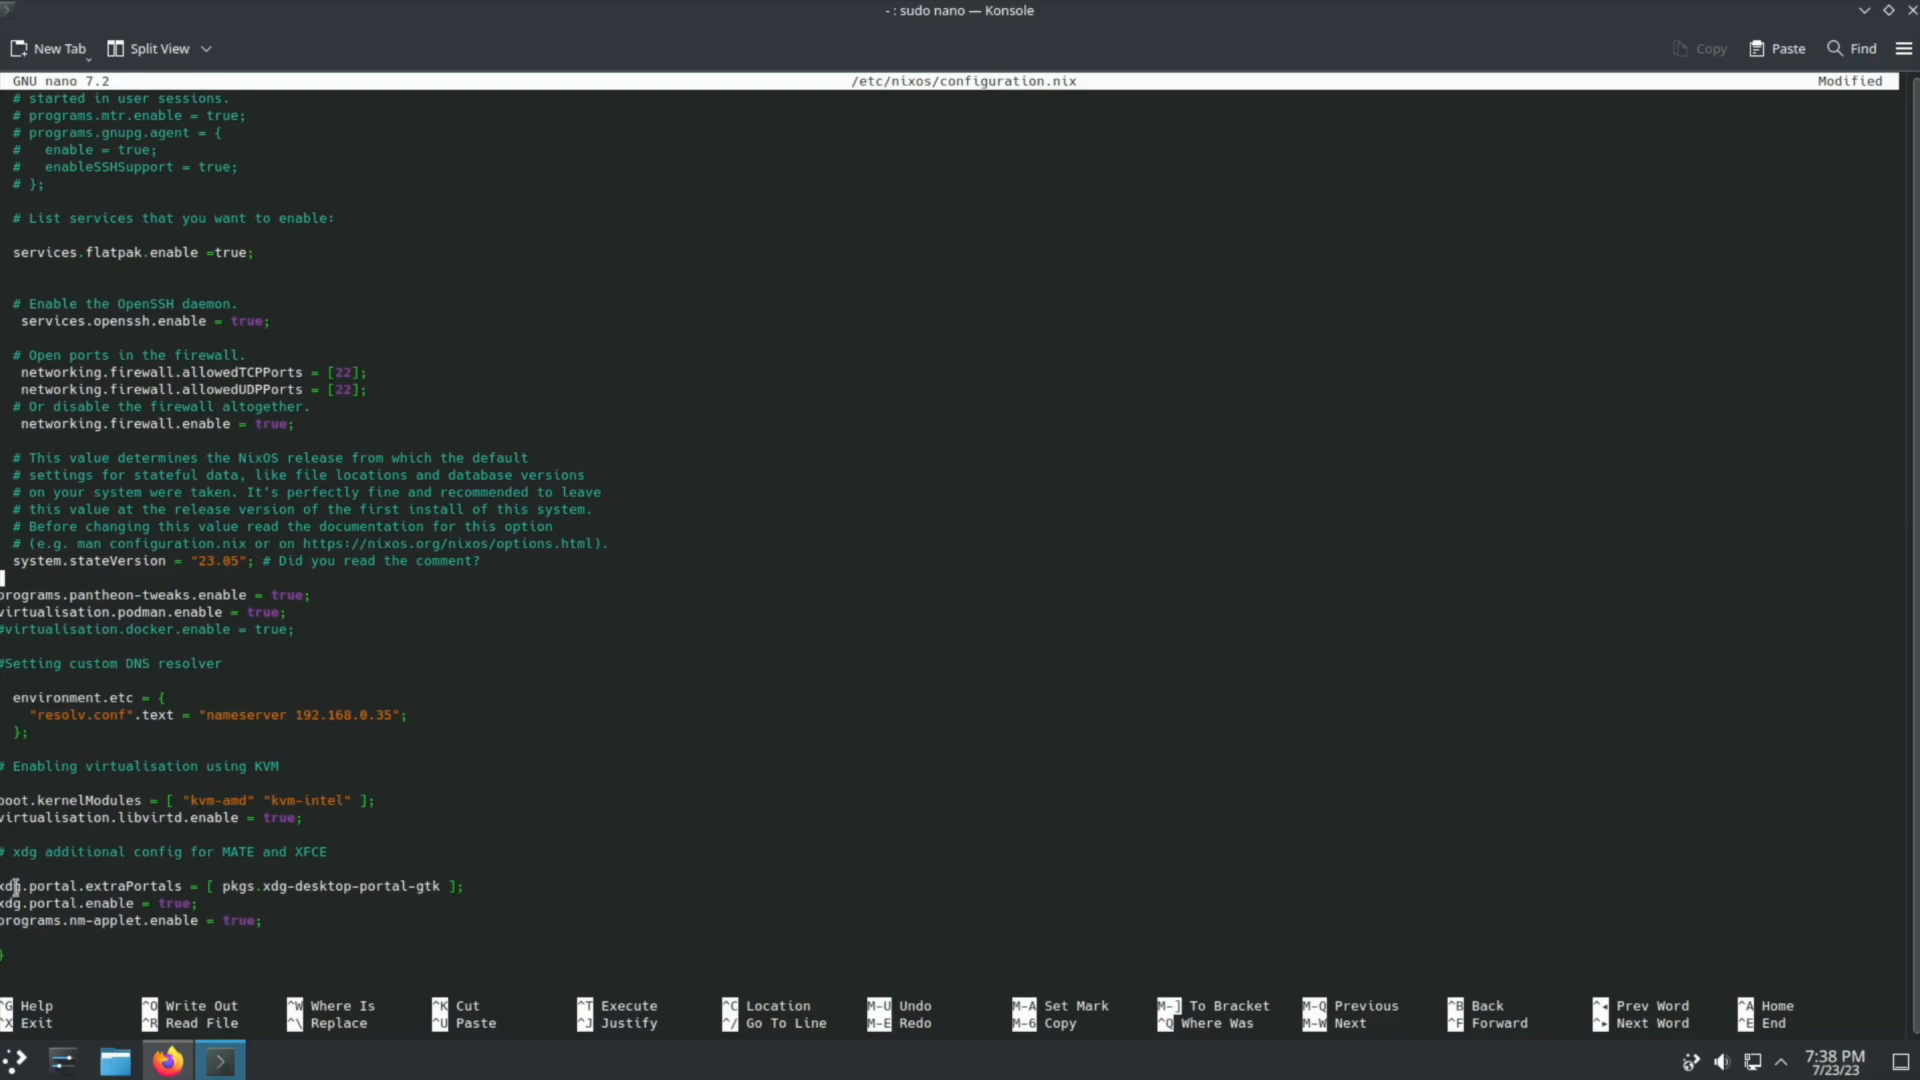 - : sudo nano — Konsole
New Tab Split View Copy Paste Find
GNU nano 7.2 /etc/nixos/configuration.nix Modified
# started in user sessions.
# programs.mtr.enable = true;
# programs.gnupg.agent = {
#   enable = true;
#   enableSSHSupport = true;
# };
# List services that you want to enable:
services.flatpak.enable =true;
# Enable the OpenSSH daemon.
services.openssh.enable = true;
# Open ports in the firewall.
networking.firewall.allowedTCPPorts = [22];
networking.firewall.allowedUDPPorts = [22];
# Or disable the firewall altogether.
networking.firewall.enable = true;
# This value determines the NixOS release from which the default
# settings for stateful data, like file locations and database versions
# on your system were taken. It's perfectly fine and recommended to leave
# this value at the release version of the first install of this system.
# Before changing this value read the documentation for this option
# (e.g. man configuration.nix or on https://nixos.org/nixos/options.html).
system.stateVersion = "23.05"; # Did you read the comment?
programs.pantheon-tweaks.enable = true;
virtualisation.podman.enable = true;
#virtualisation.docker.enable = true;
#Setting custom DNS resolver
environment.etc = {
"resolv.conf".text = "nameserver 192.168.0.35";
};
# Enabling virtualisation using KVM
boot.kernelModules = [ "kvm-amd" "kvm-intel" ];
virtualisation.libvirtd.enable = true;
# xdg additional config for MATE and XFCE
xdg.portal.extraPortals = [ pkgs.xdg-desktop-portal-gtk ];
xdg.portal.enable = true;
programs.nm-applet.enable = true;
}
^G Help ^O Write Out ^W Where Is ^K Cut ^T Execute ^C Location M-U Undo M-A Set Mark M-] To Bracket M-Q Previous ^B Back ^◂ Prev Word ^A Home
^X Exit ^R Read File ^\ Replace ^U Paste ^J Justify ^/ Go To Line M-E Redo M-6 Copy ^Q Where Was M-W Next ^F Forward ^▸ Next Word ^E End
7:38 PM
7/23/23